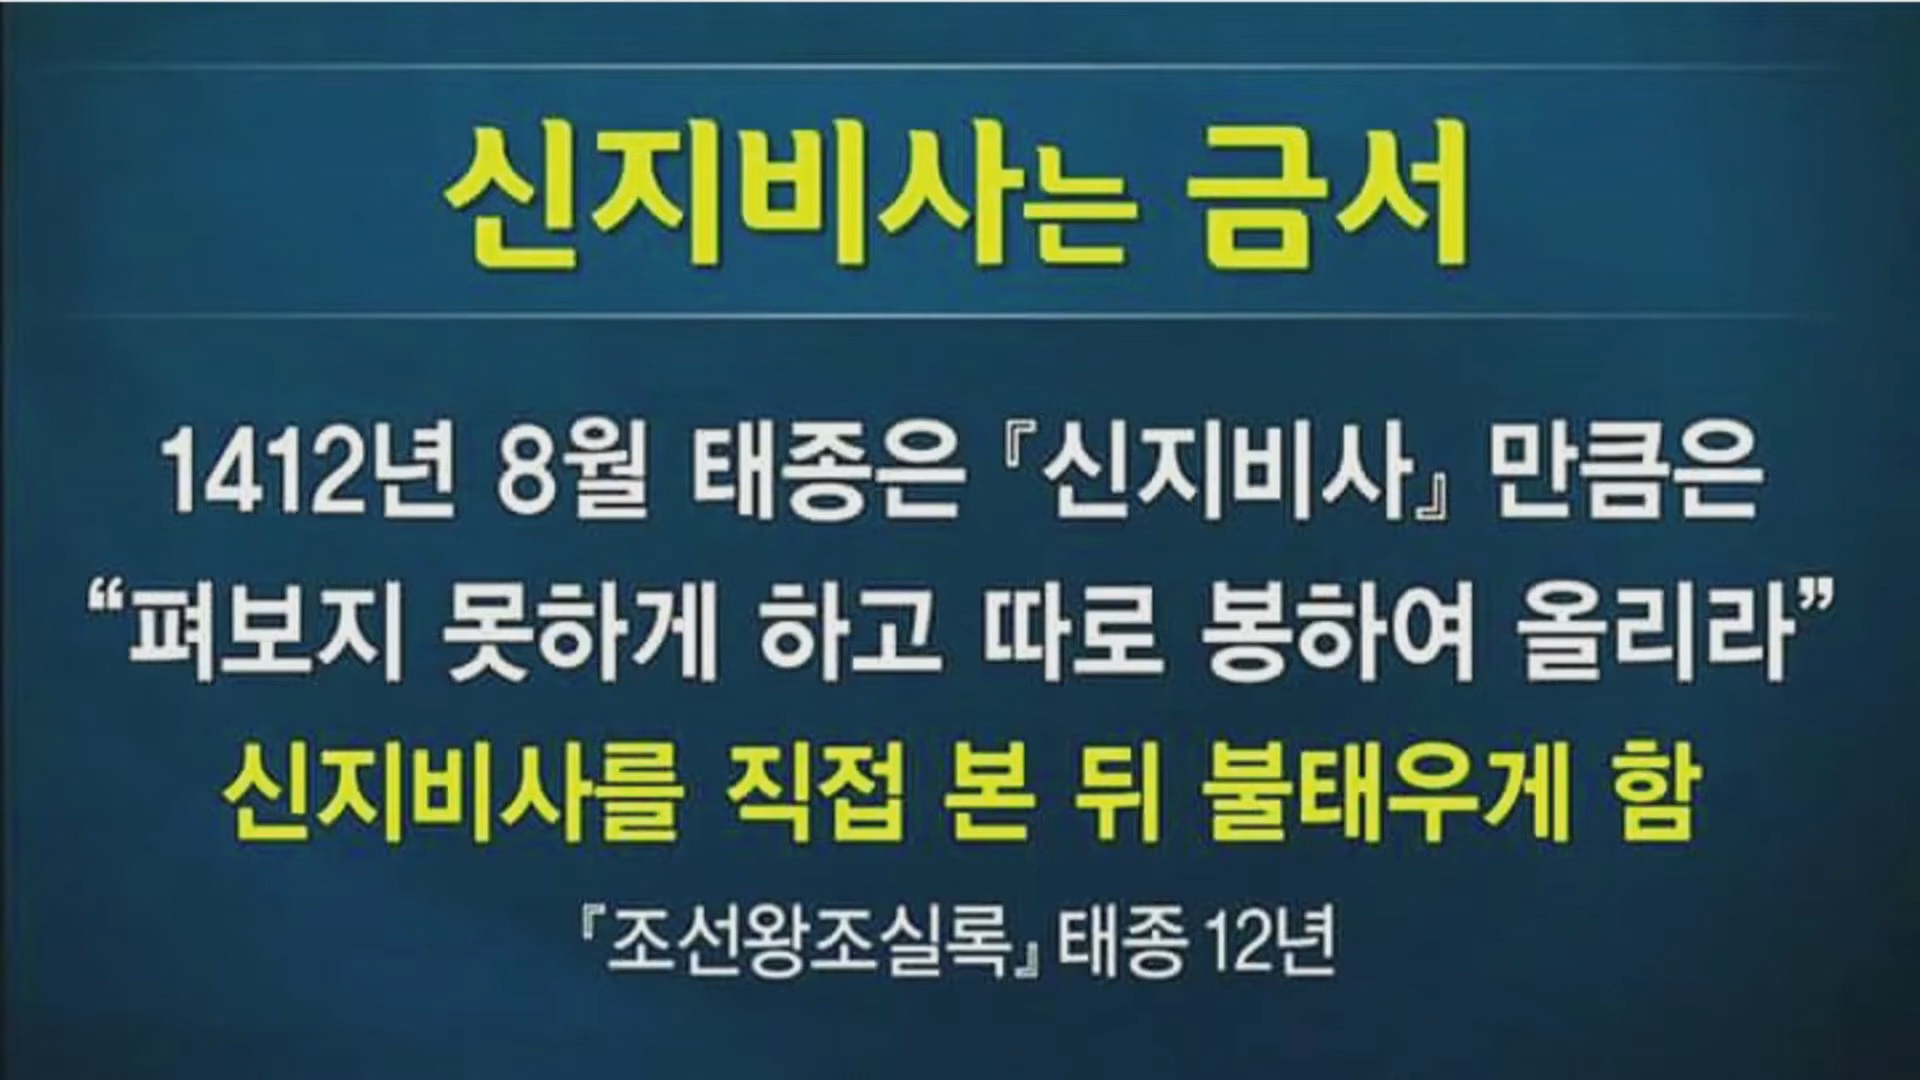 신지비사는 금서
1412년 8월 태종은 『신지비사』 만큼은
“펴보지 못하게 하고 따로 봉하여 올리라”
신지비사를 직접 본 뒤 불태우게 함
『조선왕조실록』 태종 12년